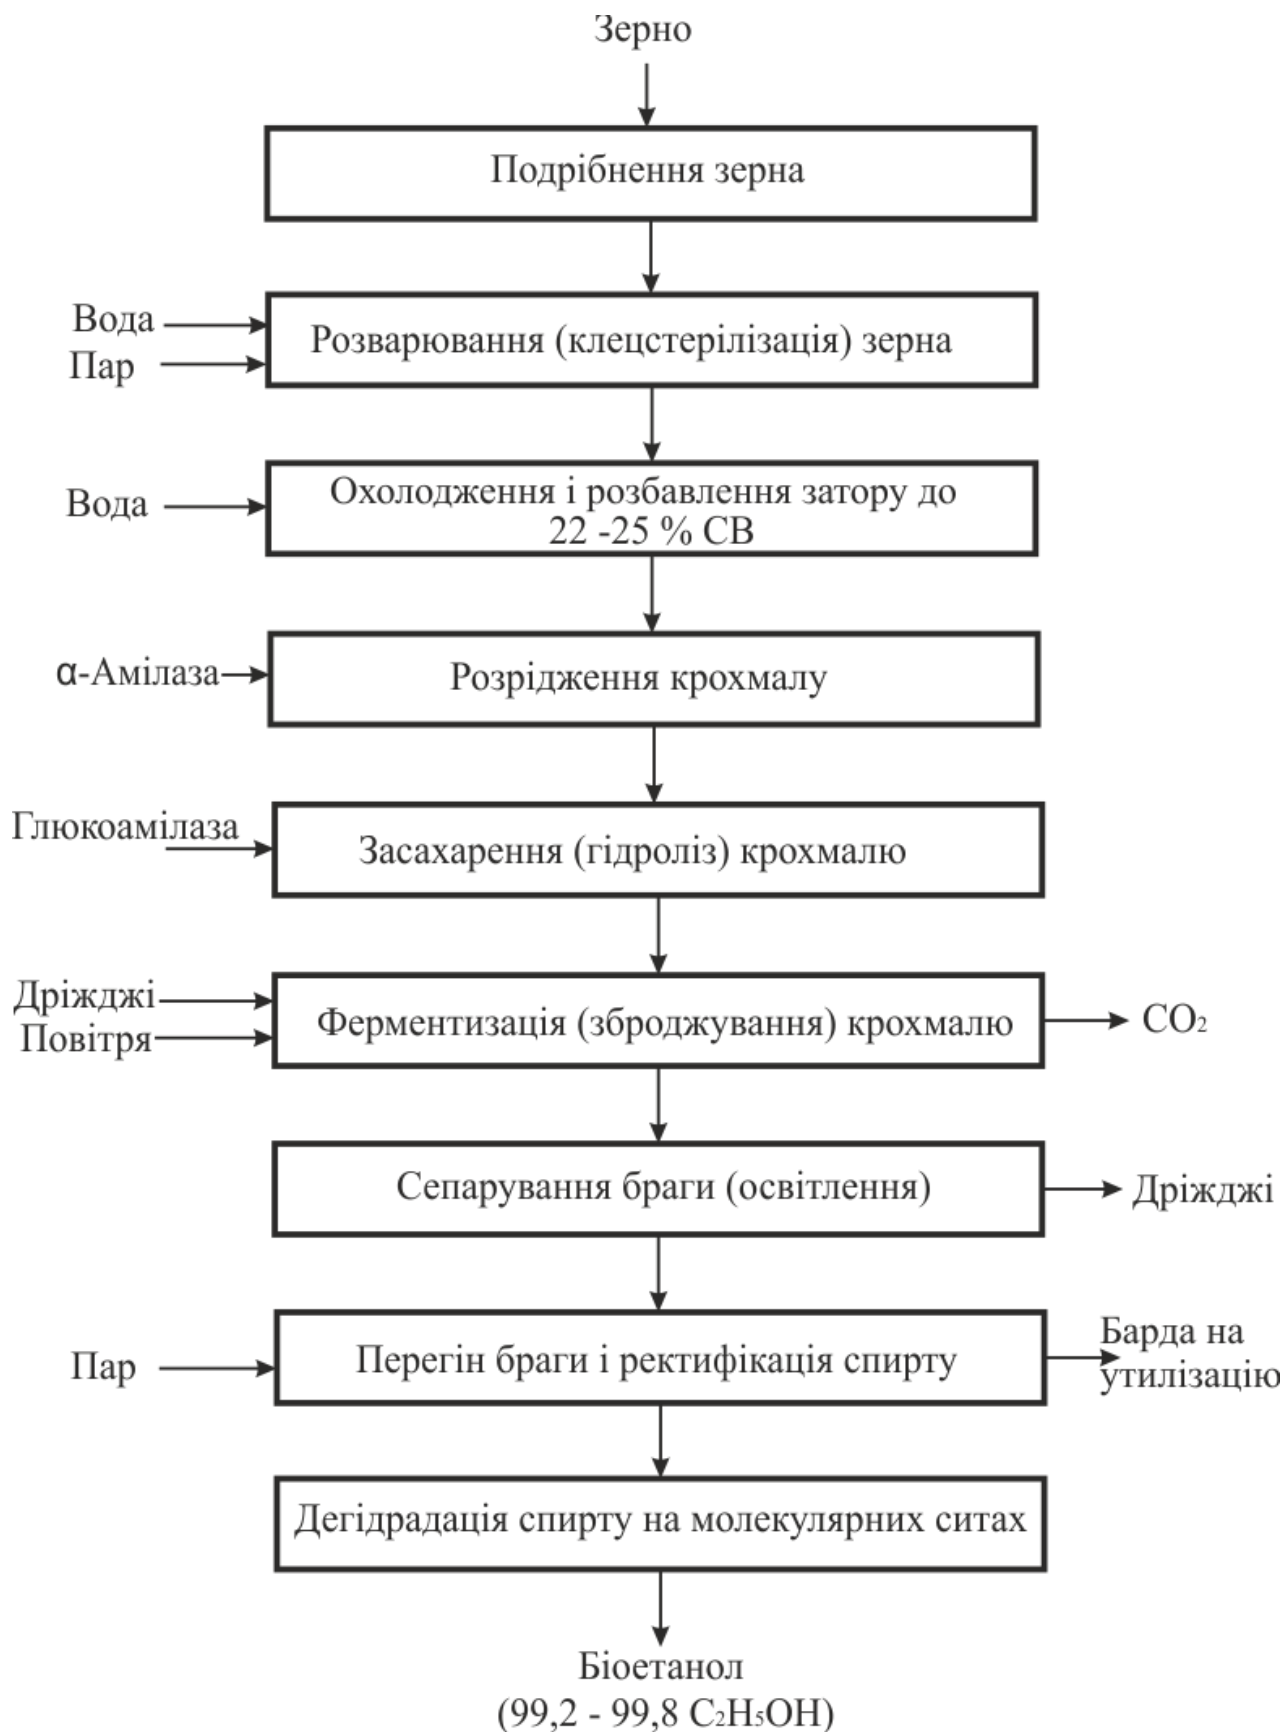 Зерно
Подрібнення зерна
Вода
Пар
Розварювання (клецстерілізація) зерна
Вода
Охолодження і розбавлення затору до
22 -25 % СВ
α-Амілаза
Розрідження крохмалу
Глюкоамілаза
Засахарення (гідроліз) крохмалю
Дріжджі
Повітря
Ферментизація (зброджування) крохмалю
CO₂
Сепарування браги (освітлення)
Дріжджі
Пар
Перегін браги і ректифікація спирту
Барда на
утилізацію
Дегідрадація спирту на молекулярних ситах
Біоетанол
(99,2 - 99,8 C₂H₅OH)